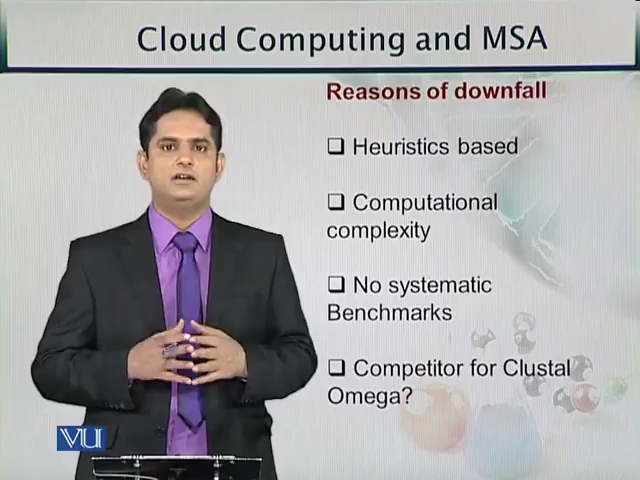 Cloud Computing and MSA
Reasons of downfall
❑ Heuristics based
❑ Computational
complexity
❑ No systematic
Benchmarks
❑ Competitor for Clustal
Omega?
VU